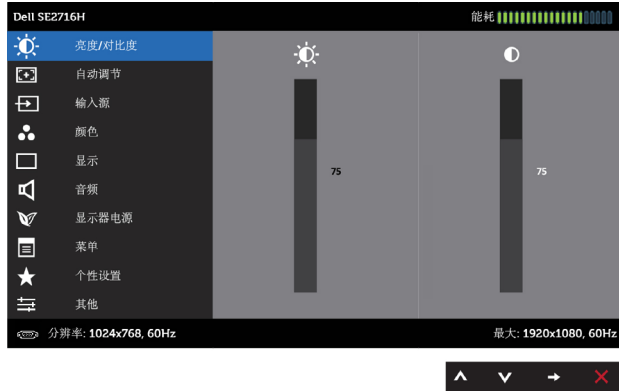 Dell SE2716H
能耗
亮度/对比度
自动调节
输入源
颜色
显示
音频
显示器电源
菜单
个性设置
其他
75
75
分辨率: 1024x768, 60Hz
最大: 1920x1080, 60Hz